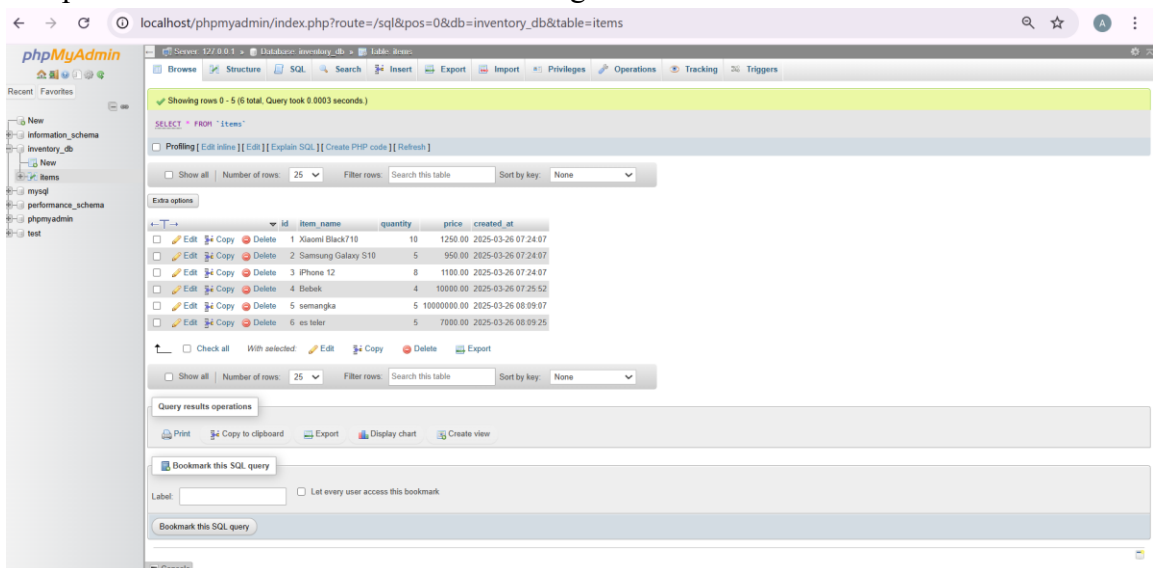 localhost/phpmyadmin/index.php?route=/sql&pos=0&db=inventory_db&table=items
A
phpMyAdmin
Recent Favorites
New
information_schema
inventory_db
New
items
mysql
performance_schema
phpmyadmin
test
Server: 127.0.0.1 » Database: inventory_db » Table: items
Browse Structure SQL Search Insert Export Import Privileges Operations Tracking Triggers
Showing rows 0 - 5 (6 total, Query took 0.0003 seconds.)
SELECT * FROM `items`
Profiling [ Edit inline ] [ Edit ] [ Explain SQL ] [ Create PHP code ] [ Refresh ]
Show all | Number of rows: 25 Filter rows: Search this table Sort by key: None
Extra options
←T→ id item_name quantity price created_at
Edit Copy Delete 1 Xiaomi Black710 10 1250.00 2025-03-26 07:24:07
Edit Copy Delete 2 Samsung Galaxy S10 5 950.00 2025-03-26 07:24:07
Edit Copy Delete 3 iPhone 12 8 1100.00 2025-03-26 07:24:07
Edit Copy Delete 4 Bebek 4 10000.00 2025-03-26 07:25:52
Edit Copy Delete 5 semangka 5 10000000.00 2025-03-26 08:09:07
Edit Copy Delete 6 es teler 5 7000.00 2025-03-26 08:09:25
Check all With selected: Edit Copy Delete Export
Show all | Number of rows: 25 Filter rows: Search this table Sort by key: None
Query results operations
Print Copy to clipboard Export Display chart Create view
Bookmark this SQL query
Label: Let every user access this bookmark
Bookmark this SQL query
Console